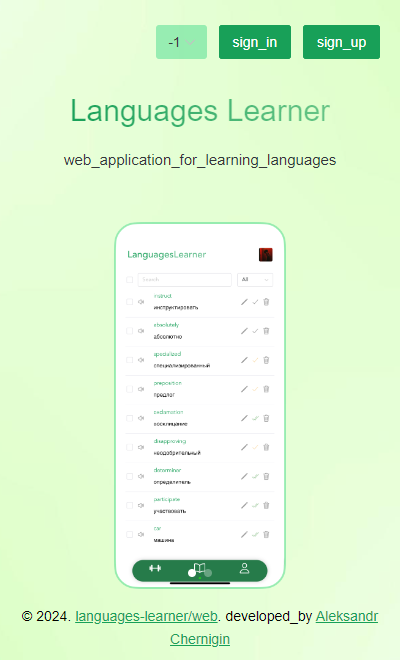 -1
sign_in
sign_up
Languages Learner
web_application_for_learning_languages
LanguagesLearner
Search
All
instruct
инструктировать
absolutely
абсолютно
specialized
специализированный
preposition
предлог
exclamation
восклицание
disapproving
неодобрительный
determiner
определитель
participate
участвовать
car
машина
© 2024. languages-learner/web. developed_by Aleksandr
Chernigin